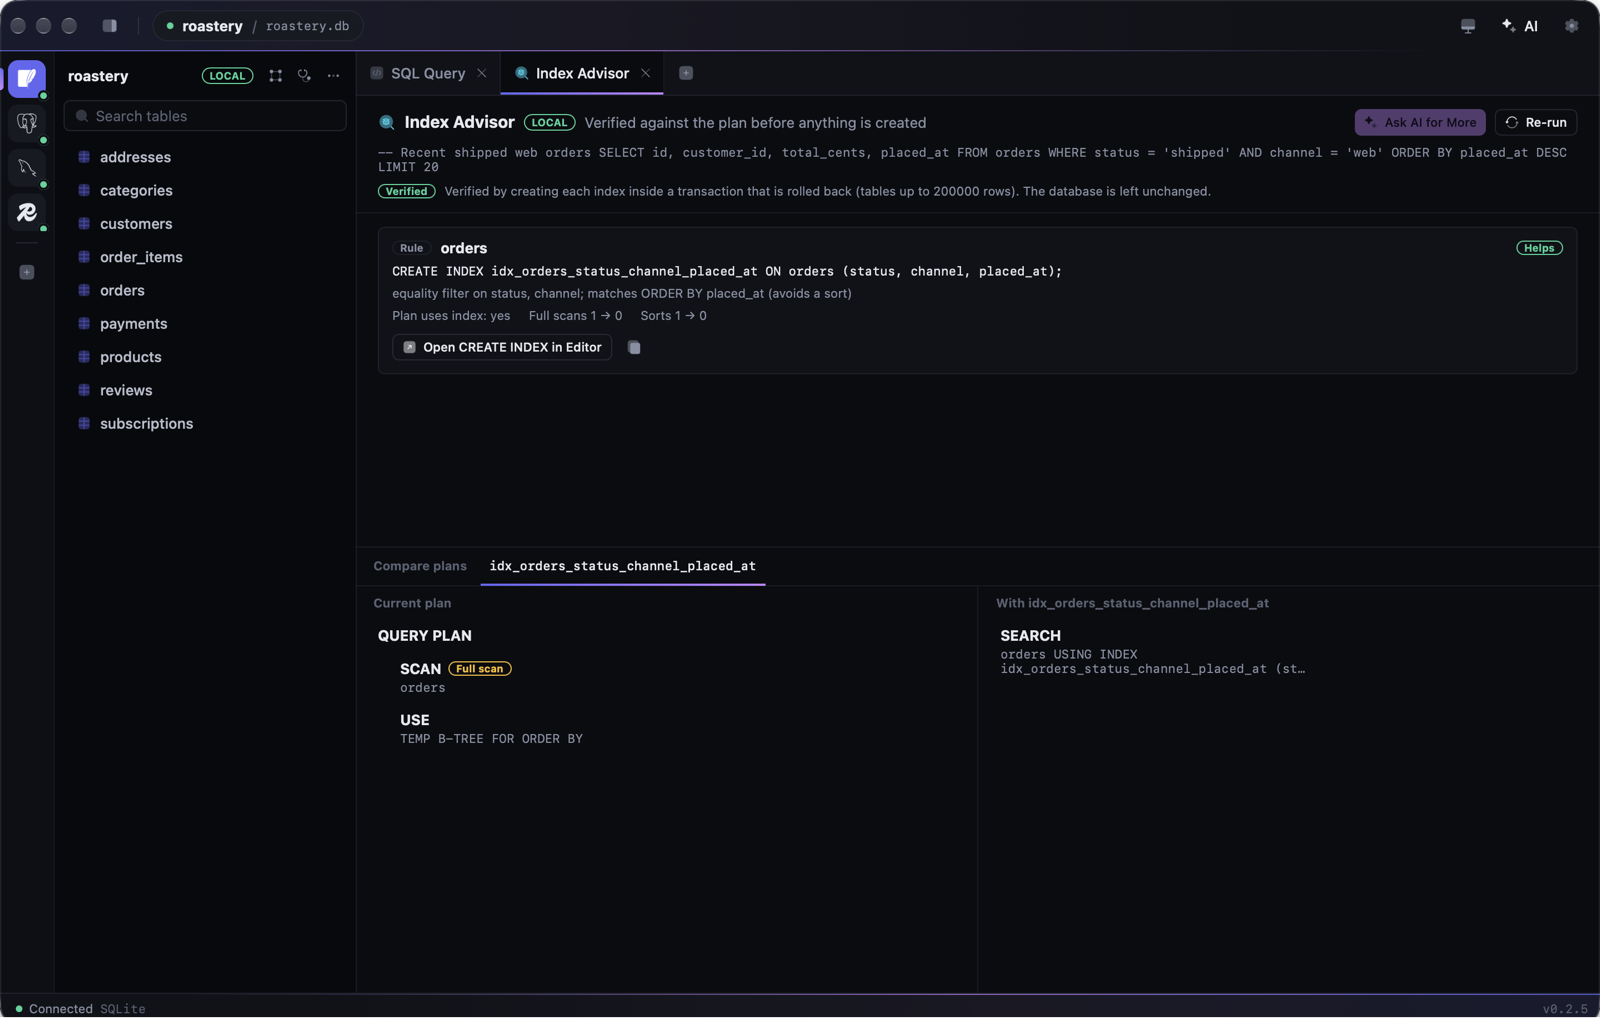 roastery / roastery.db
AI
roastery LOCAL
Search tables
addresses
categories
customers
order_items
orders
payments
products
reviews
subscriptions
SQL Query
Index Advisor
Index Advisor LOCAL Verified against the plan before anything is created
Ask AI for More
Re-run
-- Recent shipped web orders SELECT id, customer_id, total_cents, placed_at FROM orders WHERE status = 'shipped' AND channel = 'web' ORDER BY placed_at DESC
LIMIT 20
Verified Verified by creating each index inside a transaction that is rolled back (tables up to 200000 rows). The database is left unchanged.
Rule orders Helps
CREATE INDEX idx_orders_status_channel_placed_at ON orders (status, channel, placed_at);
equality filter on status, channel; matches ORDER BY placed_at (avoids a sort)
Plan uses index: yes Full scans 1 → 0 Sorts 1 → 0
Open CREATE INDEX in Editor
Compare plans idx_orders_status_channel_placed_at
Current plan
QUERY PLAN
SCAN Full scan
orders
USE
TEMP B-TREE FOR ORDER BY
With idx_orders_status_channel_placed_at
SEARCH
orders USING INDEX
idx_orders_status_channel_placed_at (st…
Connected SQLite
v0.2.5